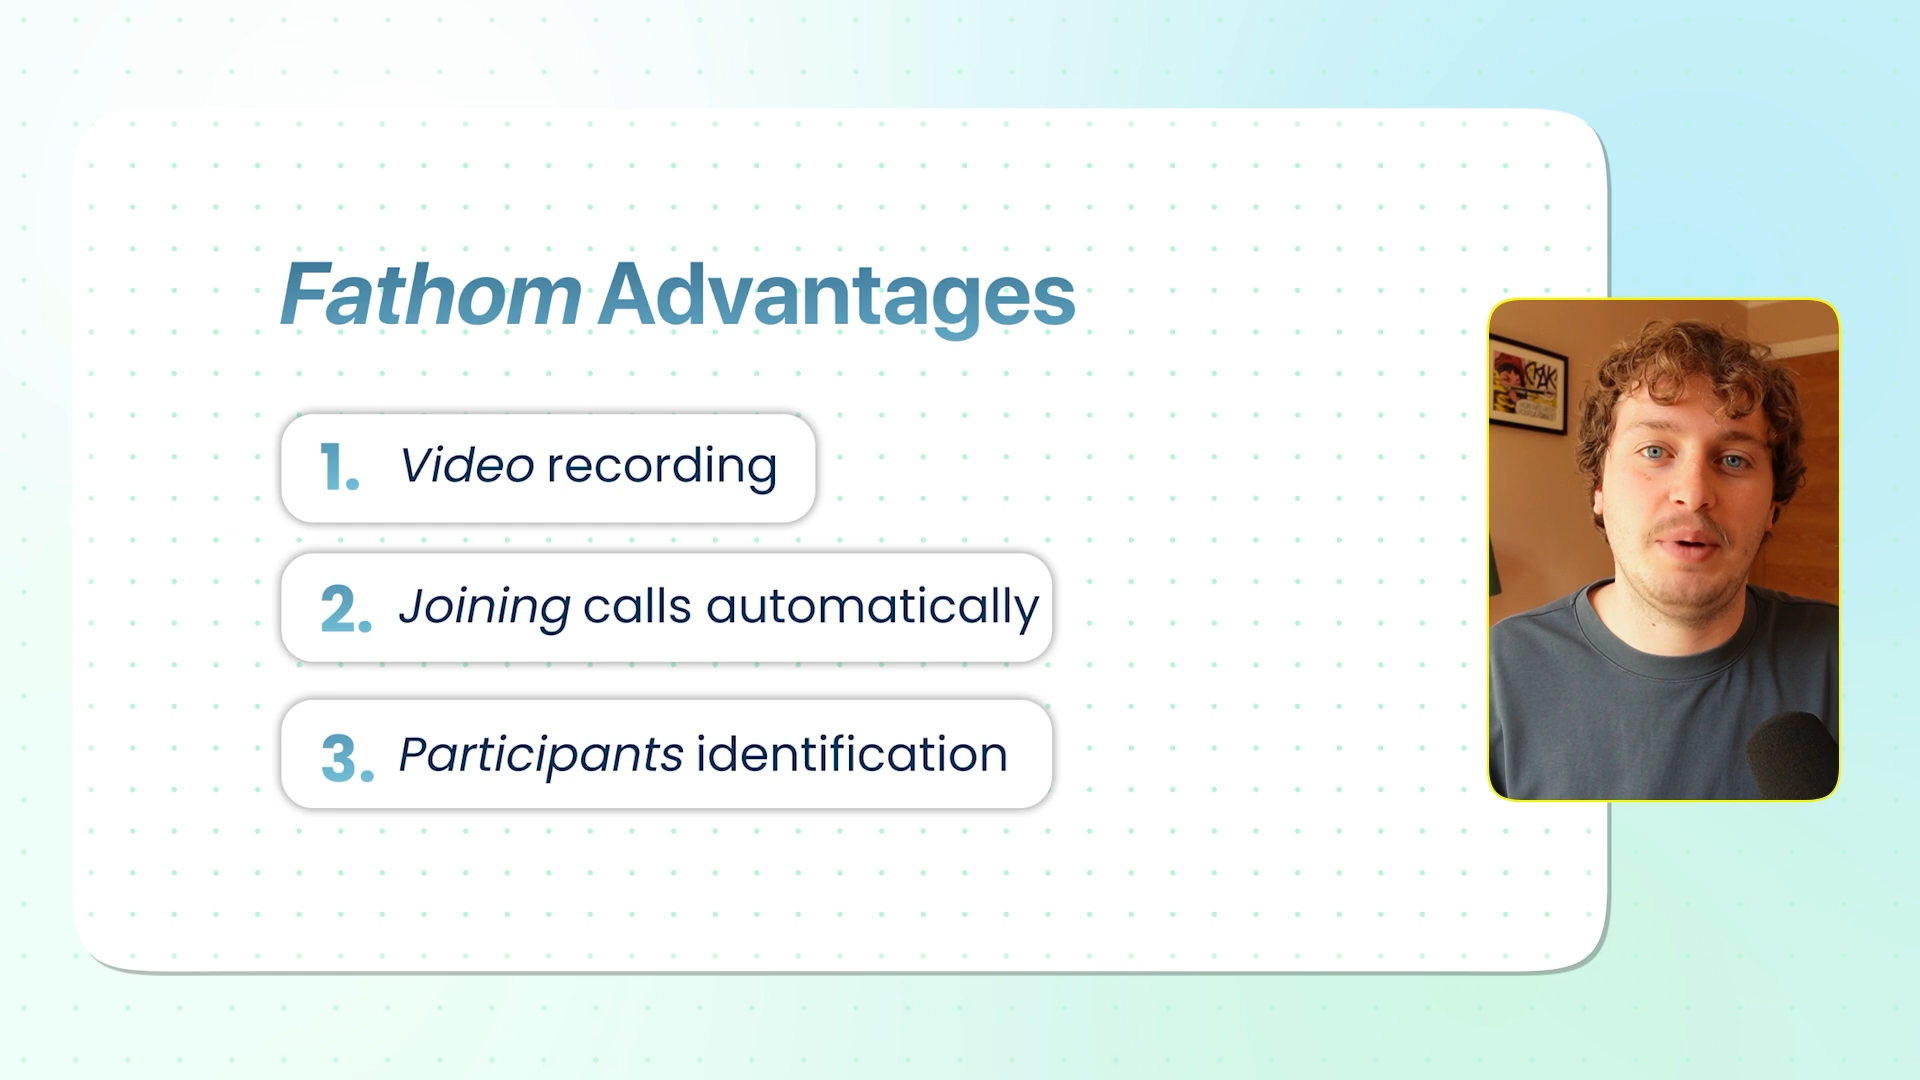 Fathom Advantages
1. Video recording
2. Joining calls automatically
3. Participants identification